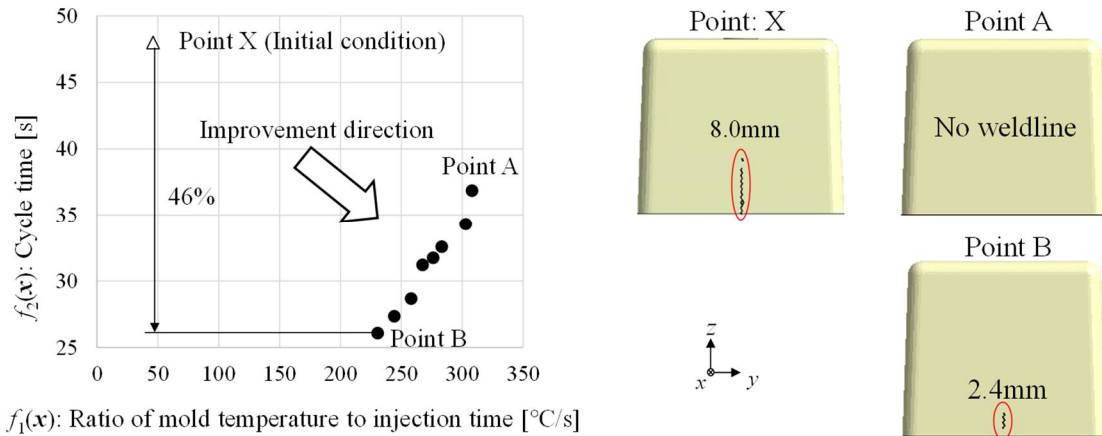 50
45
40
35
30
25
0
50
100
150
200
250
300
350
f₂(x): Cycle time [s]
f₁(x): Ratio of mold temperature to injection time [°C/s]
Point X (Initial condition)
Improvement direction
Point A
46%
Point B
Point: X
8.0mm
Point A
No weldline
Point B
2.4mm
z
x
y